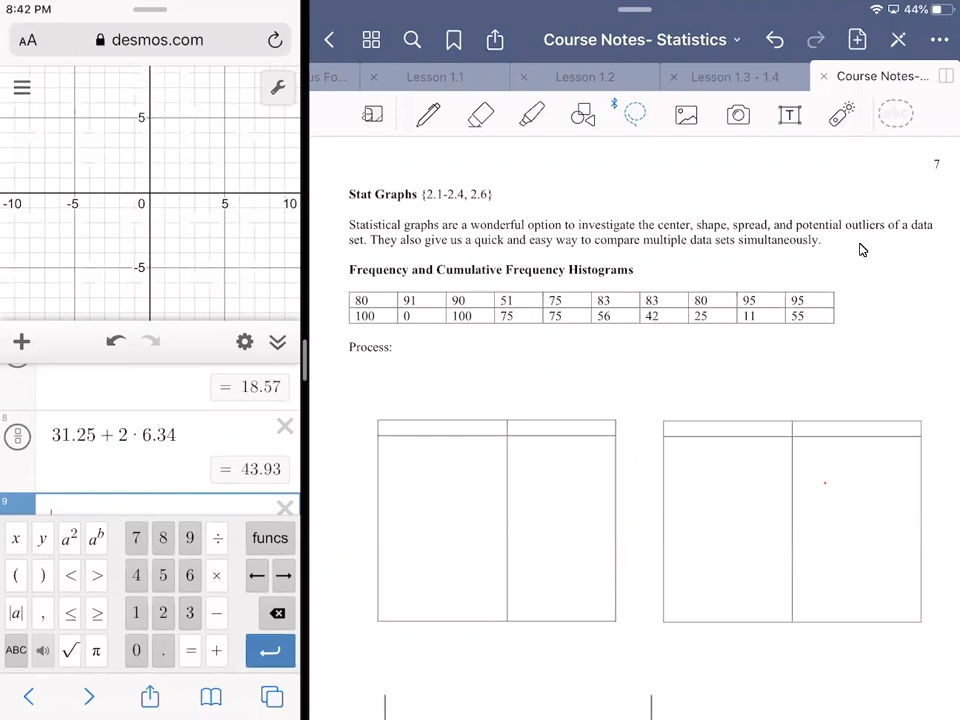 8:42 PM
44%
AA desmos.com
Course Notes- Statistics
us Fo...
Lesson 1.1
Lesson 1.2
Lesson 1.3 - 1.4
Course Notes-...
T
abc
5
-10 -5 0 5 10
-5
= 18.57
8
31.25 + 2 · 6.34
= 43.93
9
x y a² aᵇ 7 8 9 ÷ funcs
( ) < > 4 5 6 × ← →
|a| , ≤ ≥ 1 2 3 −
ABC √ π 0 . = +
7
Stat Graphs {2.1-2.4, 2.6}
Statistical graphs are a wonderful option to investigate the center, shape, spread, and potential outliers of a data
set. They also give us a quick and easy way to compare multiple data sets simultaneously.
Frequency and Cumulative Frequency Histograms
80 91 90 51 75 83 83 80 95 95
100 0 100 75 75 56 42 25 11 55
Process: